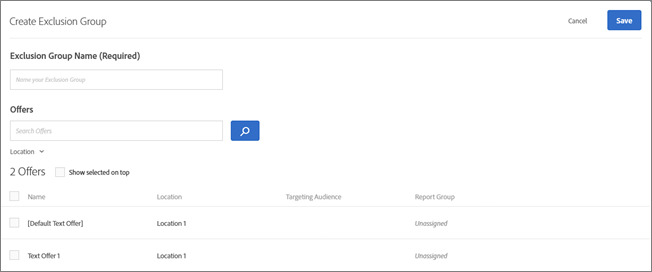 Create Exclusion Group
Cancel
Save
Exclusion Group Name (Required)
Name your Exclusion Group
Offers
Search Offers
Location
2 Offers
Show selected on top
Name Location Targeting Audience Report Group
[Default Text Offer] Location 1 Unassigned
Text Offer 1 Location 1 Unassigned